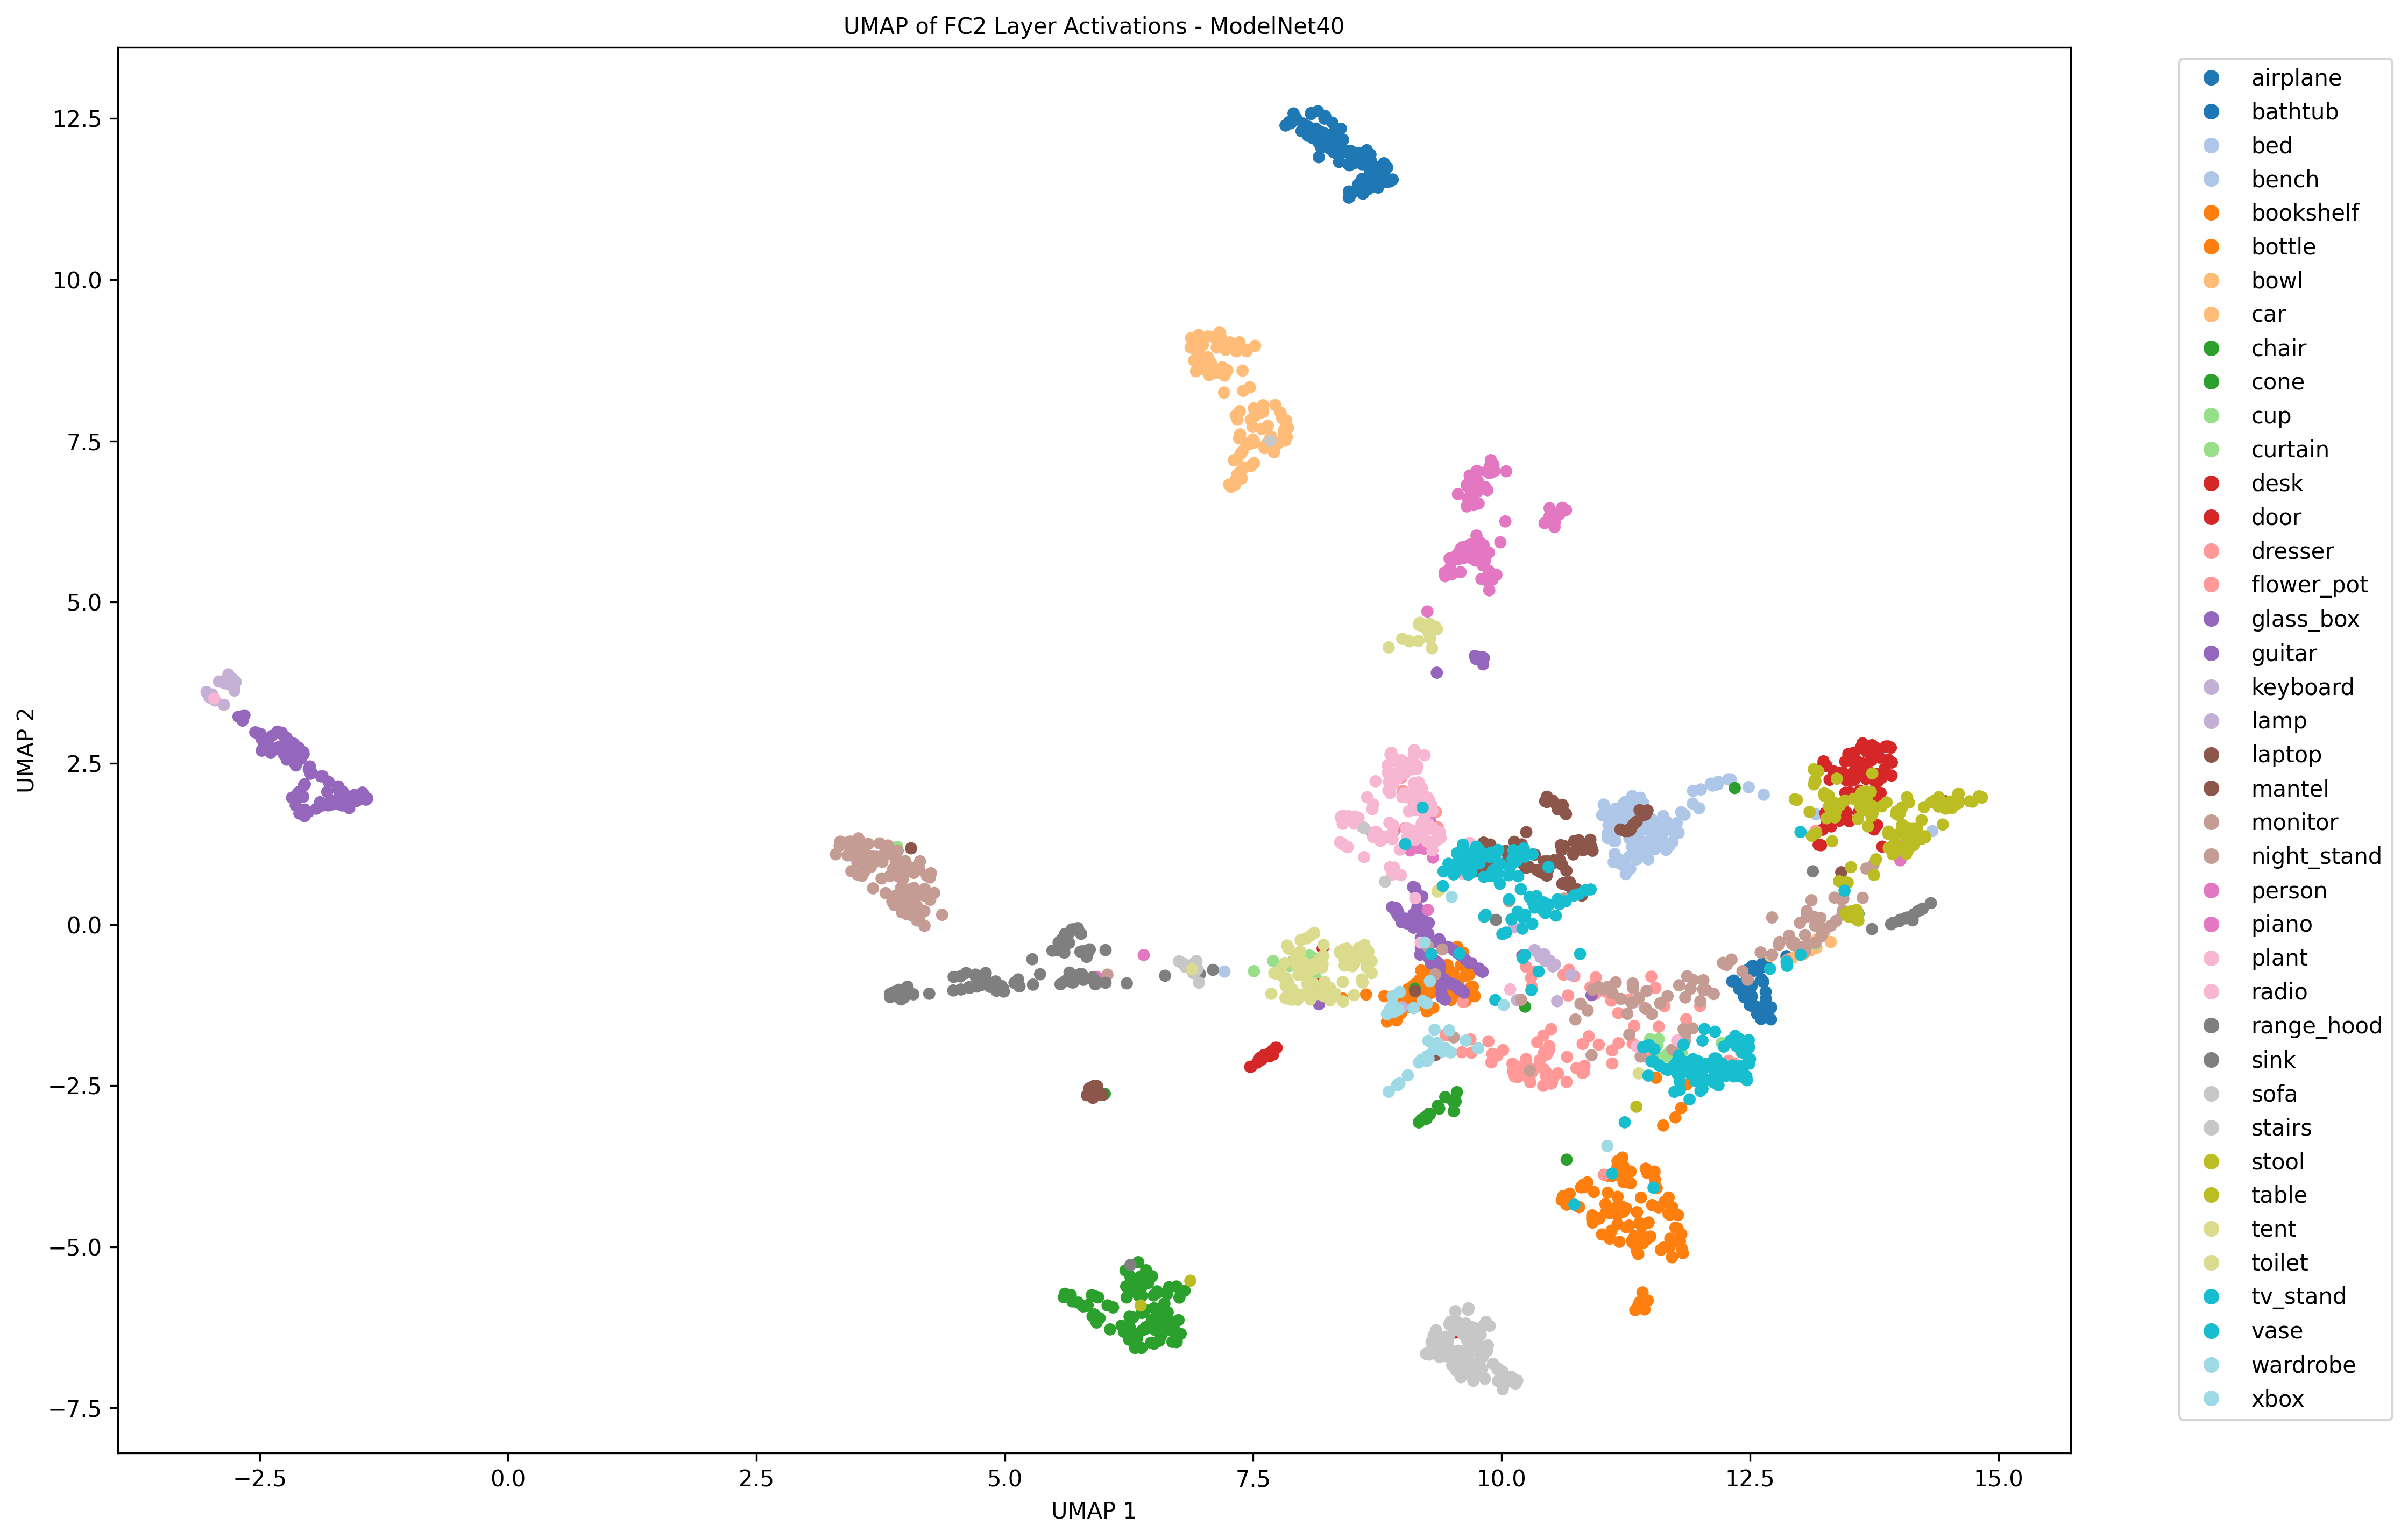 UMAP of FC2 Layer Activations - ModelNet40
12.5
10.0
7.5
5.0
2.5
0.0
−2.5
−5.0
−7.5
UMAP 2
−2.5
0.0
2.5
5.0
7.5
10.0
12.5
15.0
UMAP 1
airplane
bathtub
bed
bench
bookshelf
bottle
bowl
car
chair
cone
cup
curtain
desk
door
dresser
flower_pot
glass_box
guitar
keyboard
lamp
laptop
mantel
monitor
night_stand
person
piano
plant
radio
range_hood
sink
sofa
stairs
stool
table
tent
toilet
tv_stand
vase
wardrobe
xbox